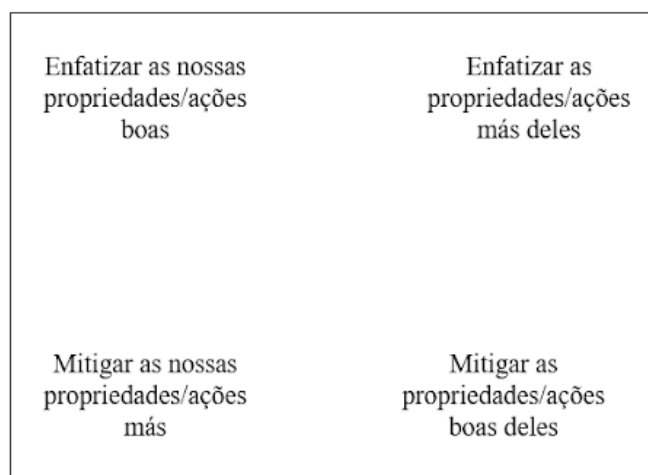 Enfatizar as nossas
propriedades/ações
boas
Enfatizar as
propriedades/ações
más deles
Mitigar as nossas
propriedades/ações
más
Mitigar as
propriedades/ações
boas deles